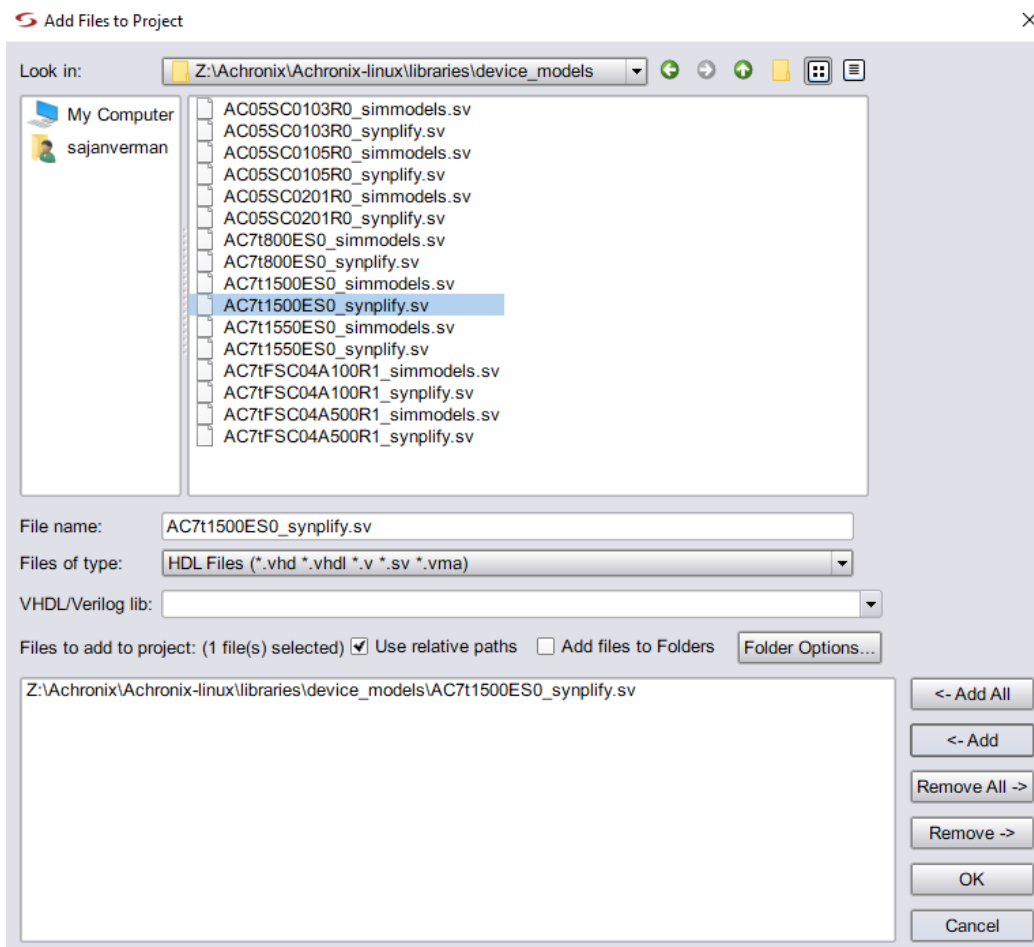 Add Files to Project
Look in: Z:\Achronix\Achronix-linux\libraries\device_models
My Computer
sajanverman
AC05SC0103R0_simmodels.sv
AC05SC0103R0_synplify.sv
AC05SC0105R0_simmodels.sv
AC05SC0105R0_synplify.sv
AC05SC0201R0_simmodels.sv
AC05SC0201R0_synplify.sv
AC7t800ES0_simmodels.sv
AC7t800ES0_synplify.sv
AC7t1500ES0_simmodels.sv
AC7t1500ES0_synplify.sv
AC7t1550ES0_simmodels.sv
AC7t1550ES0_synplify.sv
AC7tFSC04A100R1_simmodels.sv
AC7tFSC04A100R1_synplify.sv
AC7tFSC04A500R1_simmodels.sv
AC7tFSC04A500R1_synplify.sv
File name: AC7t1500ES0_synplify.sv
Files of type: HDL Files (*.vhd *.vhdl *.v *.sv *.vma)
VHDL/Verilog lib:
Files to add to project: (1 file(s) selected) Use relative paths Add files to Folders Folder Options...
Z:\Achronix\Achronix-linux\libraries\device_models\AC7t1500ES0_synplify.sv
<- Add All
<- Add
Remove All ->
Remove ->
OK
Cancel